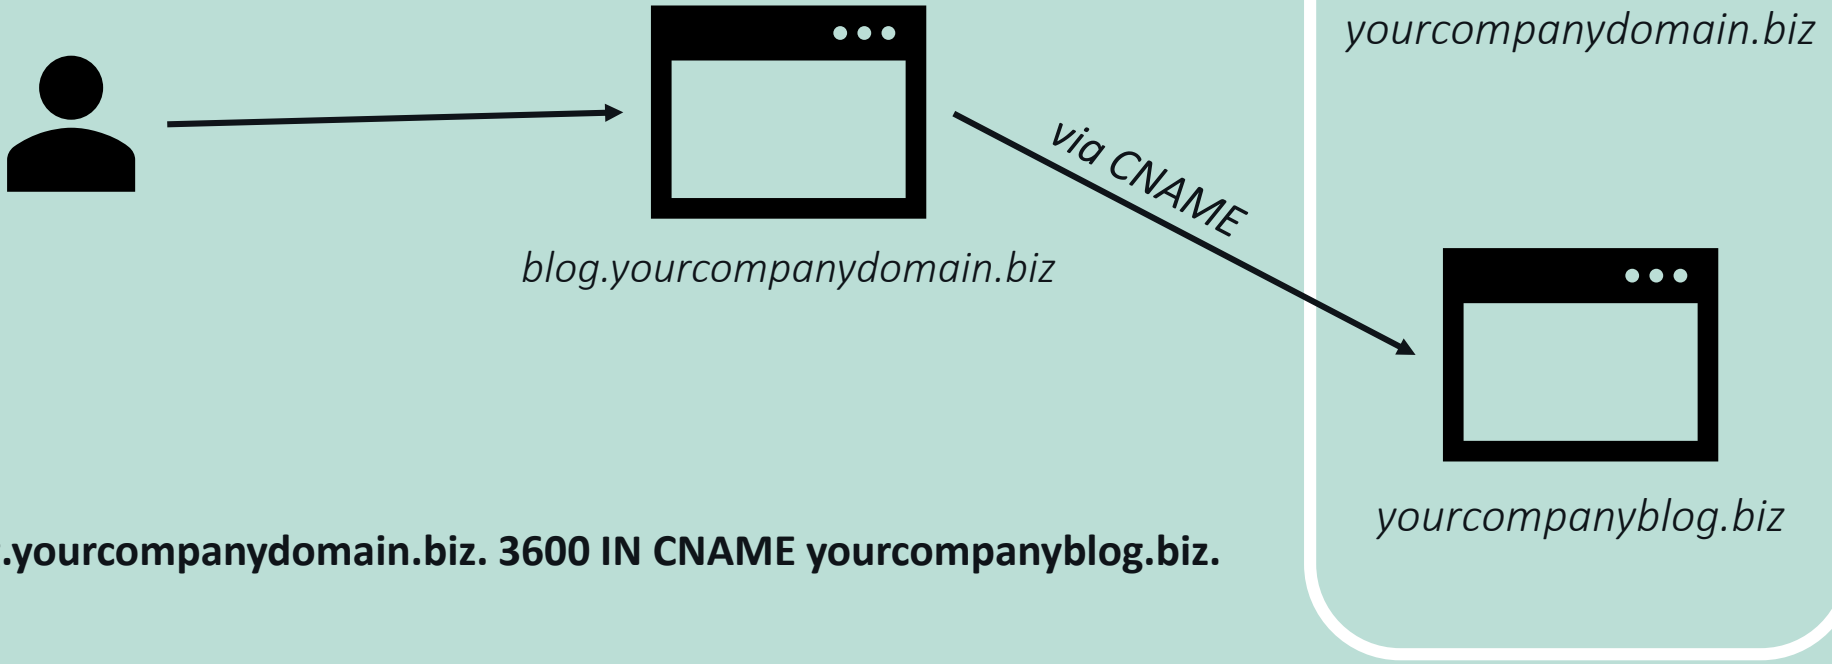 yourcompanydomain.biz
via CNAME
blog.yourcompanydomain.biz
yourcompanyblog.biz
.yourcompanydomain.biz. 3600 IN CNAME yourcompanyblog.biz.